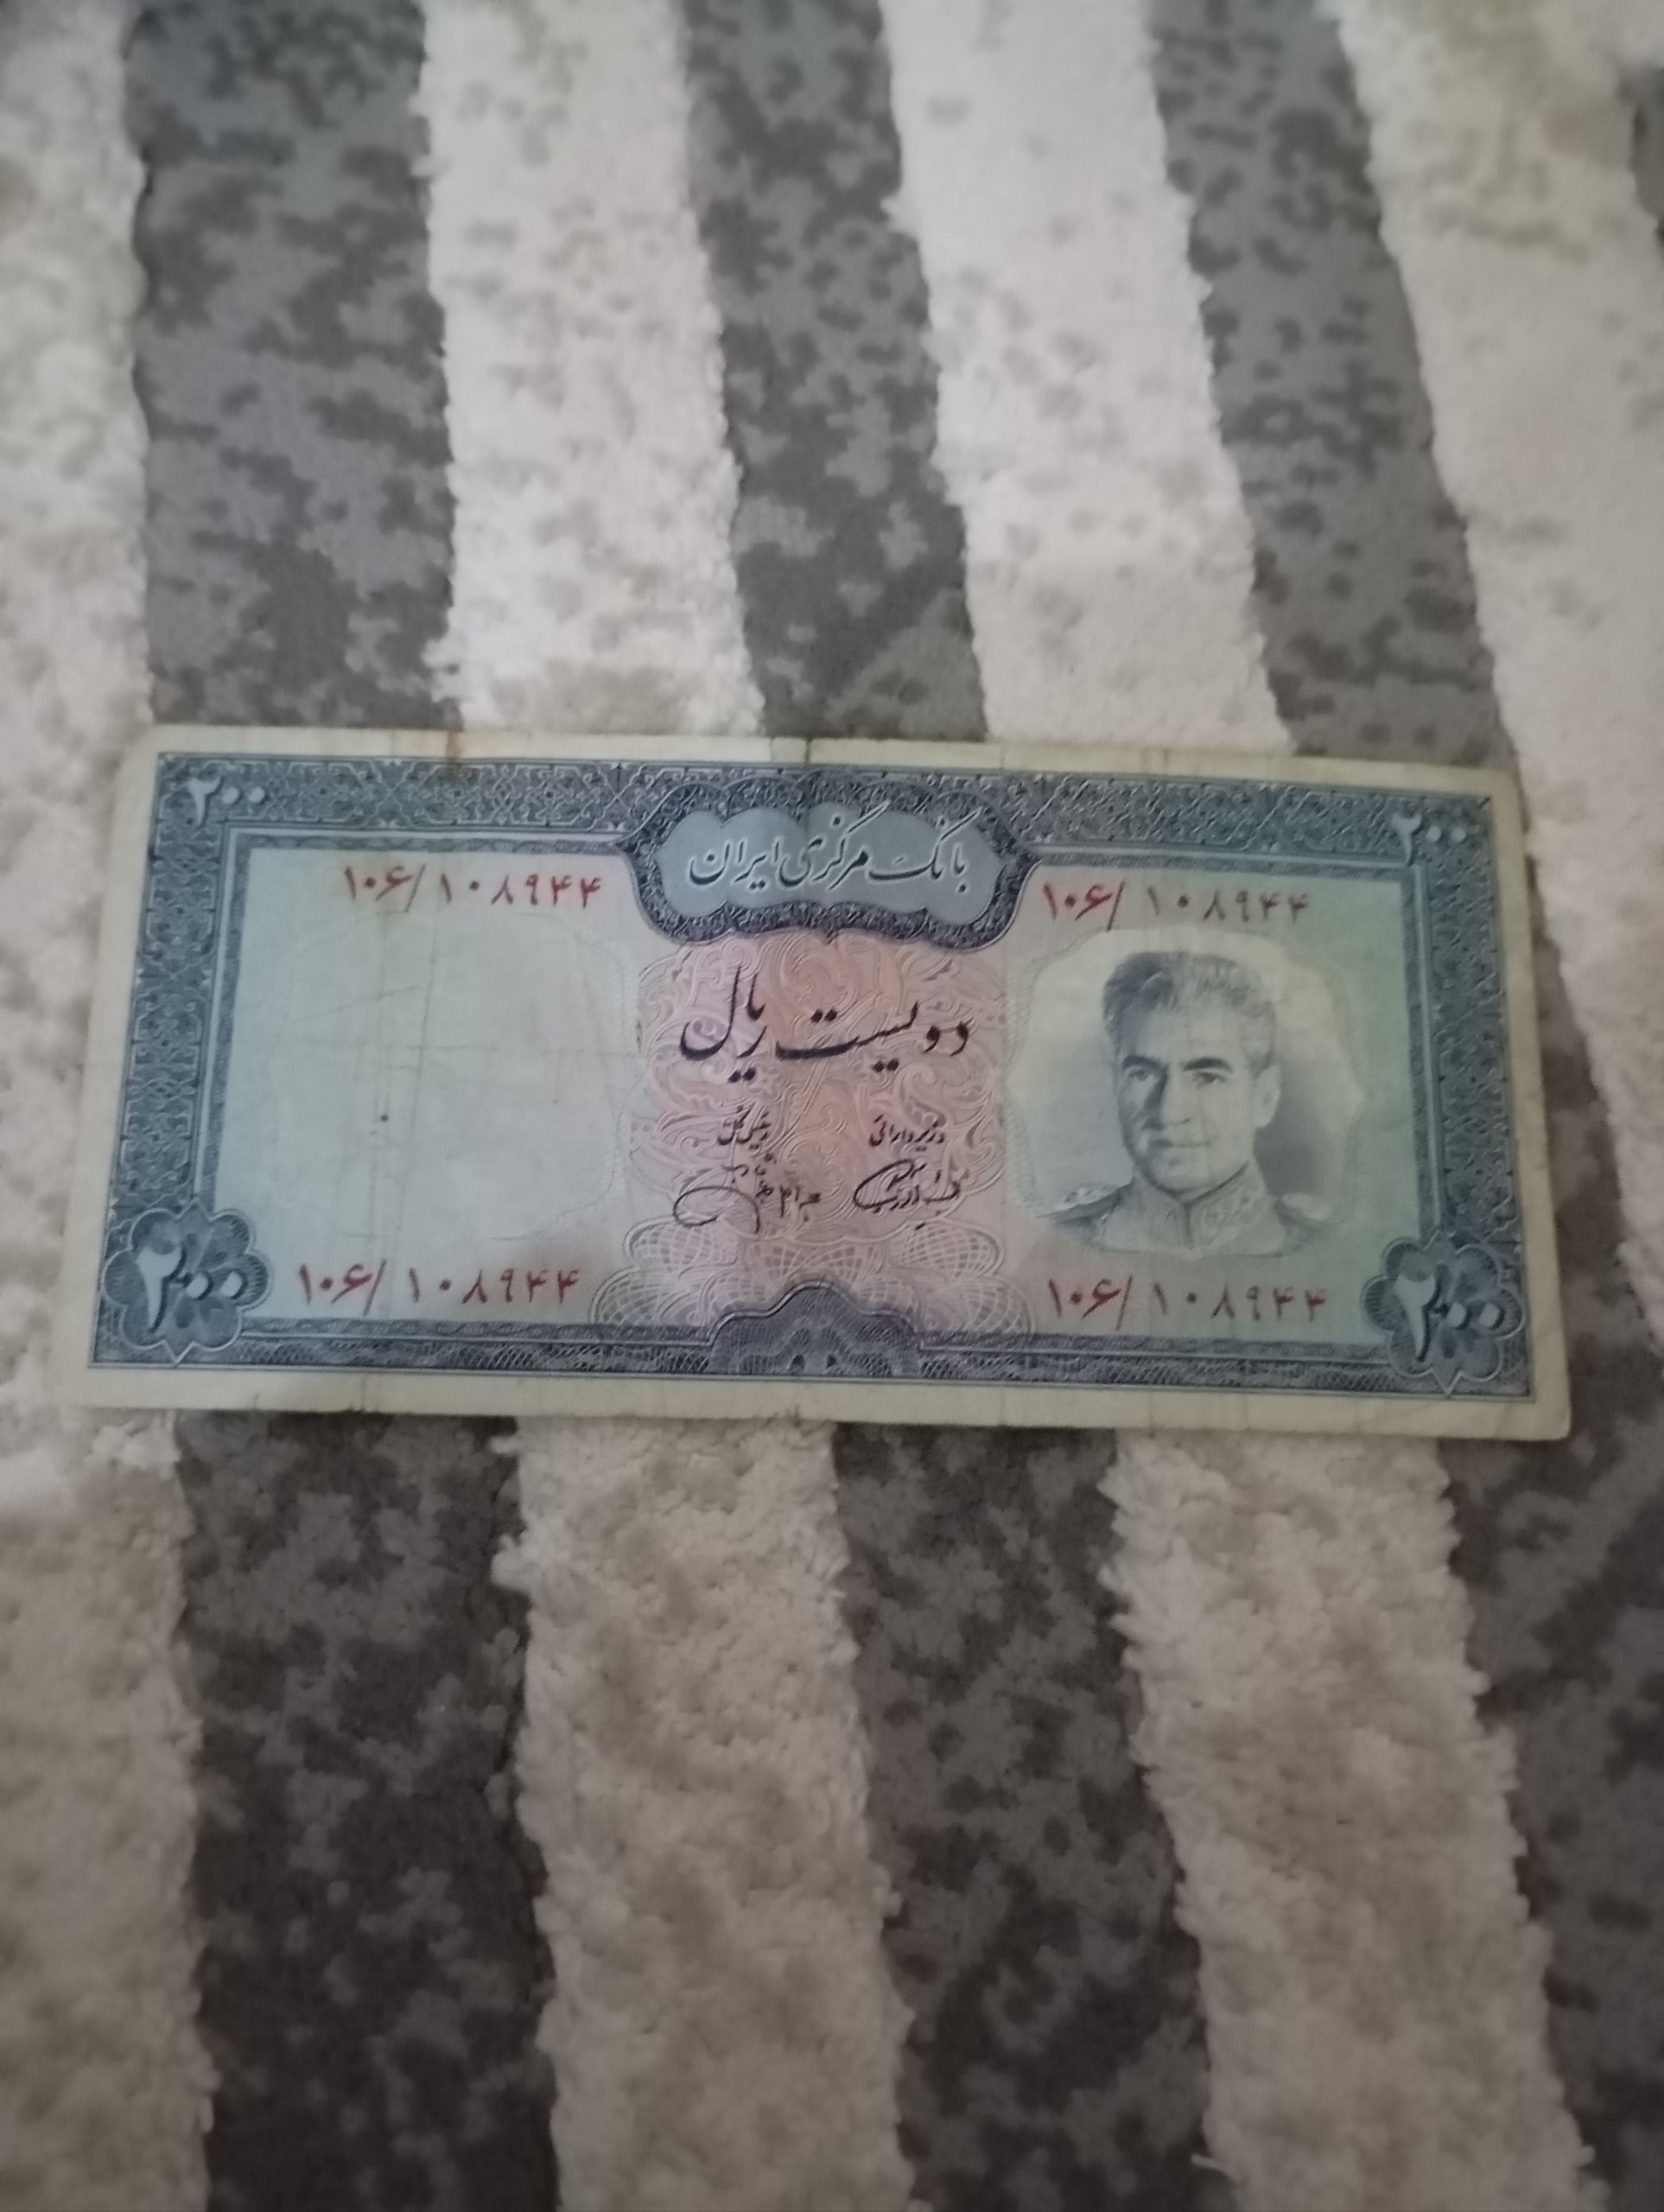 ۲۰۰
بانک مرکزی ایران
۲۰۰
۱۰۶/۱۰۸۹۴۴
۱۰۶/۱۰۸۹۴۴
دویست ریال
وزیر دارائی
رئیس کل
۱۰۶/۱۰۸۹۴۴
۱۰۶/۱۰۸۹۴۴
۲۰۰
۲۰۰